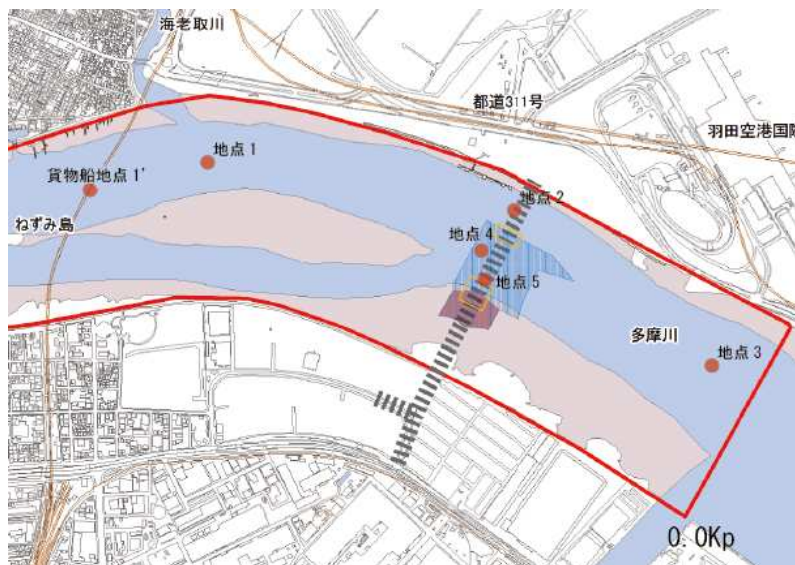 海老取川
都道311号
羽田空港国際
地点1
貨物船地点1'
地点2
ねずみ島
地点4
地点5
多摩川
地点3
0.0Kp